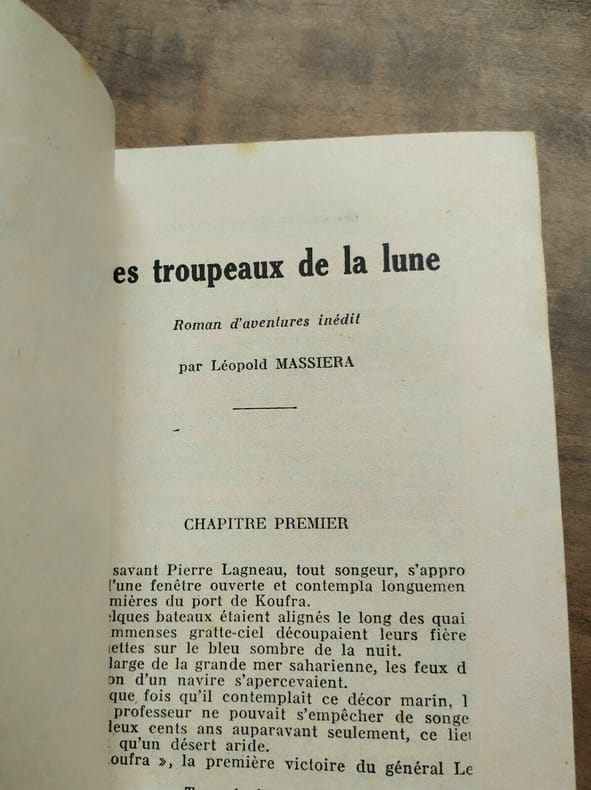 es troupeaux de la lune
Roman d'aventures inédit
par Léopold MASSIERA
CHAPITRE PREMIER
savant Pierre Lagneau, tout songeur, s'appro
d'une fenêtre ouverte et contempla longuemen
mières du port de Koufra.
elques bateaux étaient alignés le long des quai
mmenses gratte-ciel découpaient leurs fière
ettes sur le bleu sombre de la nuit.
large de la grande mer saharienne, les feux d
on d'un navire s'apercevaient.
que fois qu'il contemplait ce décor marin, l
professeur ne pouvait s'empêcher de songe
deux cents ans auparavant seulement, ce lieu
qu'un désert aride.
oufra », la première victoire du général Le